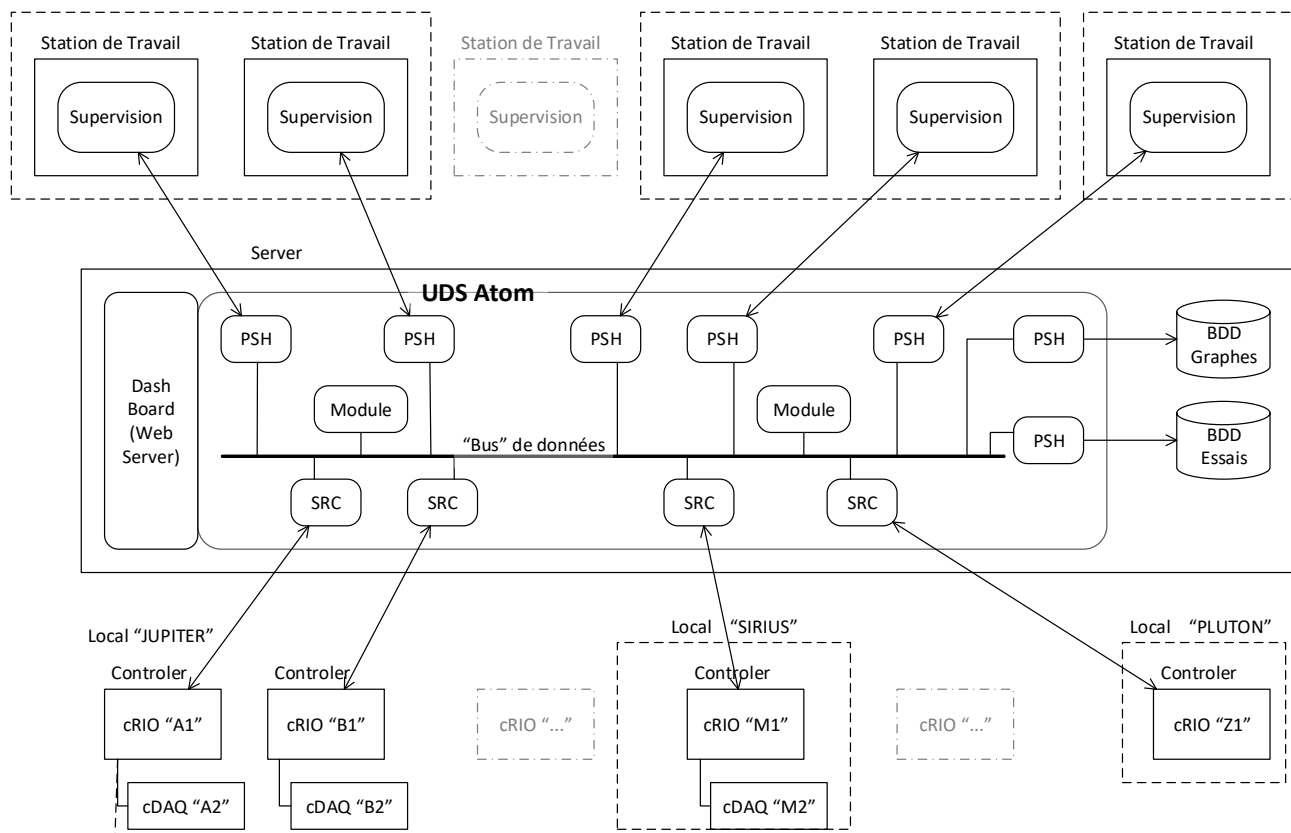 Station de Travail
Station de Travail
Station de Travail
Station de Travail
Station de Travail
Station de Travail
Supervision
Supervision
Supervision
Supervision
Supervision
Supervision
Server
UDS Atom
Dash
Board
(Web
Server)
PSH
PSH
PSH
PSH
PSH
PSH
BDD
Graphes
Module
Module
“Bus” de données
PSH
BDD
Essais
SRC
SRC
SRC
SRC
Local “JUPITER”
Local “SIRIUS”
Local “PLUTON”
Controler
Controler
Controler
Controler
cRIO “A1”
cRIO “B1”
cRIO “...”
cRIO “M1”
cRIO “...”
cRIO “Z1”
cDAQ “A2”
cDAQ “B2”
cDAQ “M2”